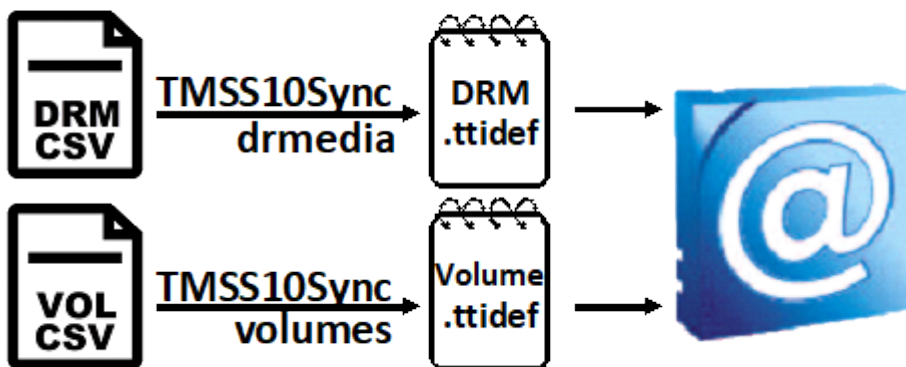 DRM
CSV
TMSS10Sync
drmedia
DRM
.ttidef
VOL
CSV
TMSS10Sync
volumes
Volume
.ttidef
@